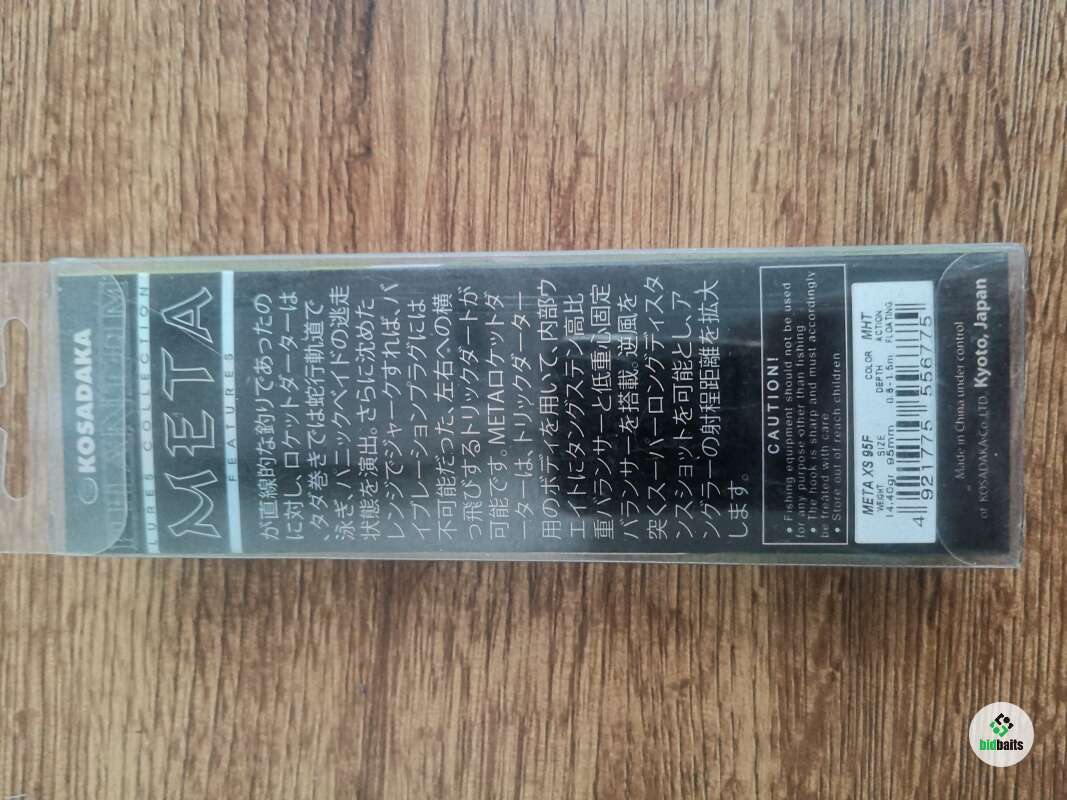 KOSADAKA
LURES COLLECTION
META
FEATURES
が直線的な釣りであったの
に対し、ロケットダーターは
、タダ巻きでは蛇行軌道で
泳ぎ、パニックベイトの逃走
状態を演出。さらに沈めた
レンジでジャークすれば、バ
イブレーションプラグには
不可能だった、左右への横
っ飛びするトリックダートが
可能です。METAロケットダ
ーターは、トリックダーター
用のボディを用いて、内部ウ
エイトにタングステン高比
重バランサーと低重心固定
バランサーを搭載。逆風を
突くスーパーロングディスタ
ンスショットを可能とし、ア
ングラーの射程距離を拡大
します。
CAUTION!
• Fishing equipment should not be used
for any purpose other than fishing
• The hook is sharp and must accordingly
be treated with care
• Store out of reach children
META XS 95F COLOR MHT
WEIGHT SIZE DEPTH ACTION
14.40gr 95mm 0.8-1.5m FLOATING
4 921775 556775
Made in China under control
of KOSADAKA Co. LTD. Kyoto, Japan
bidbaits